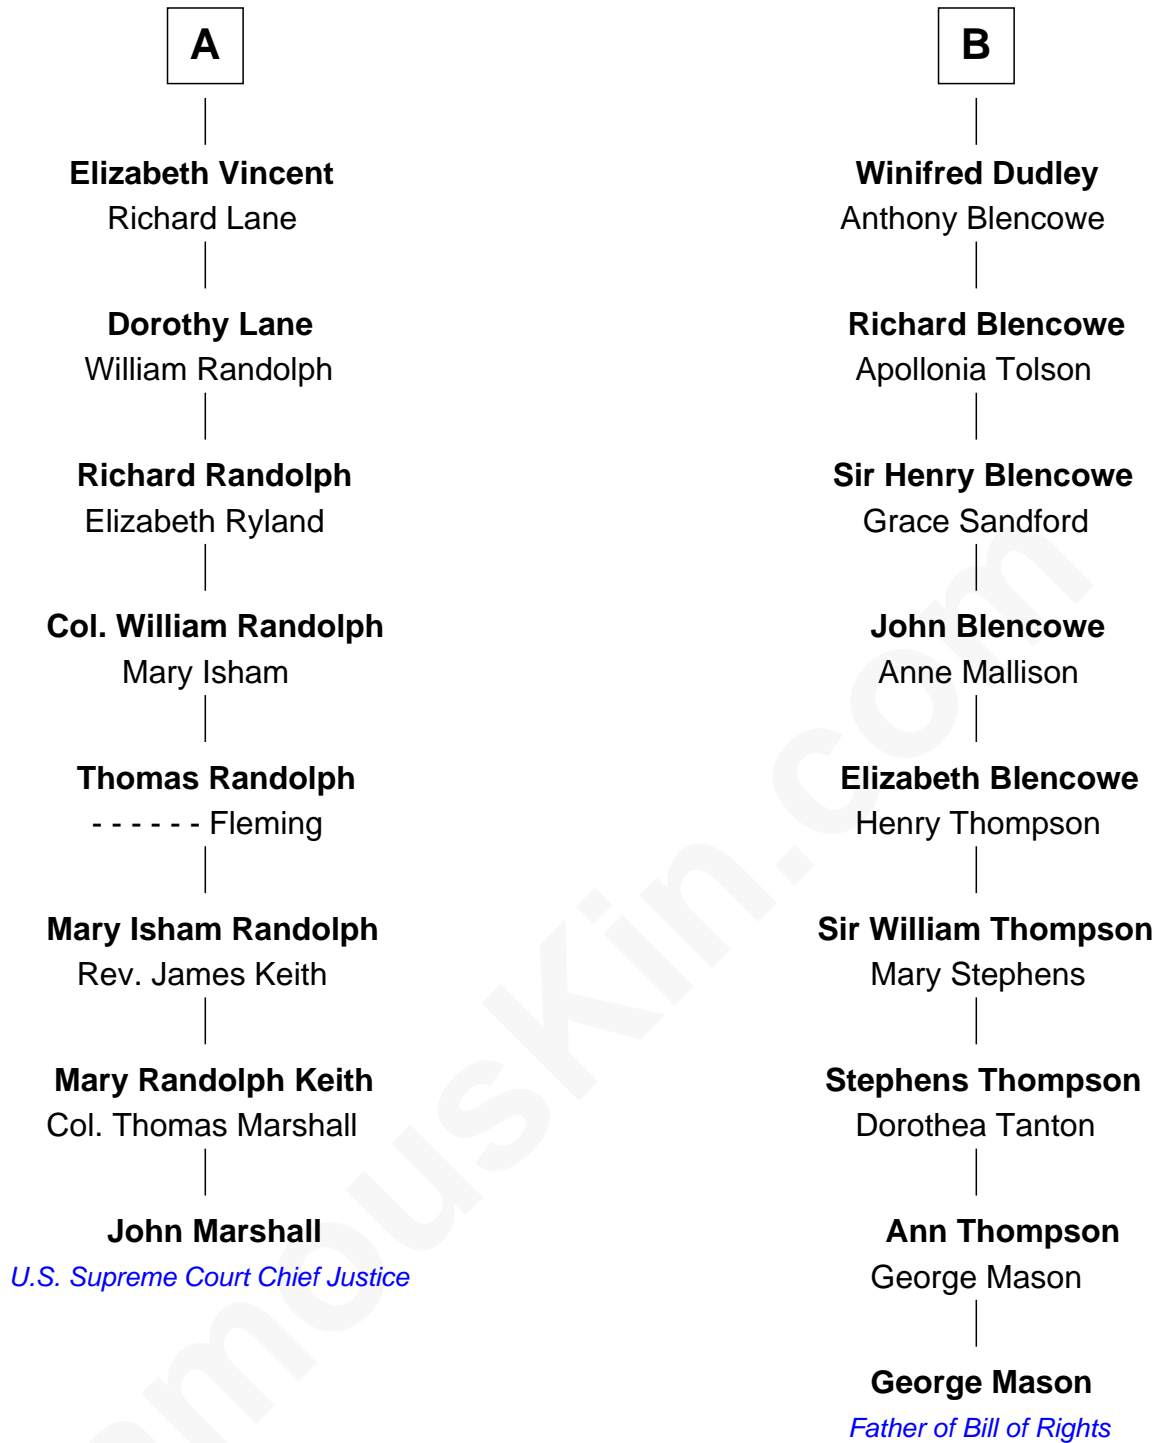 A
Elizabeth Vincent
Richard Lane
Dorothy Lane
William Randolph
Richard Randolph
Elizabeth Ryland
Col. William Randolph
Mary Isham
Thomas Randolph
- - - - - - Fleming
Mary Isham Randolph
Rev. James Keith
Mary Randolph Keith
Col. Thomas Marshall
John Marshall
U.S. Supreme Court Chief Justice
B
Winifred Dudley
Anthony Blencowe
Richard Blencowe
Apollonia Tolson
Sir Henry Blencowe
Grace Sandford
John Blencowe
Anne Mallison
Elizabeth Blencowe
Henry Thompson
Sir William Thompson
Mary Stephens
Stephens Thompson
Dorothea Tanton
Ann Thompson
George Mason
George Mason
Father of Bill of Rights
amouskin.com